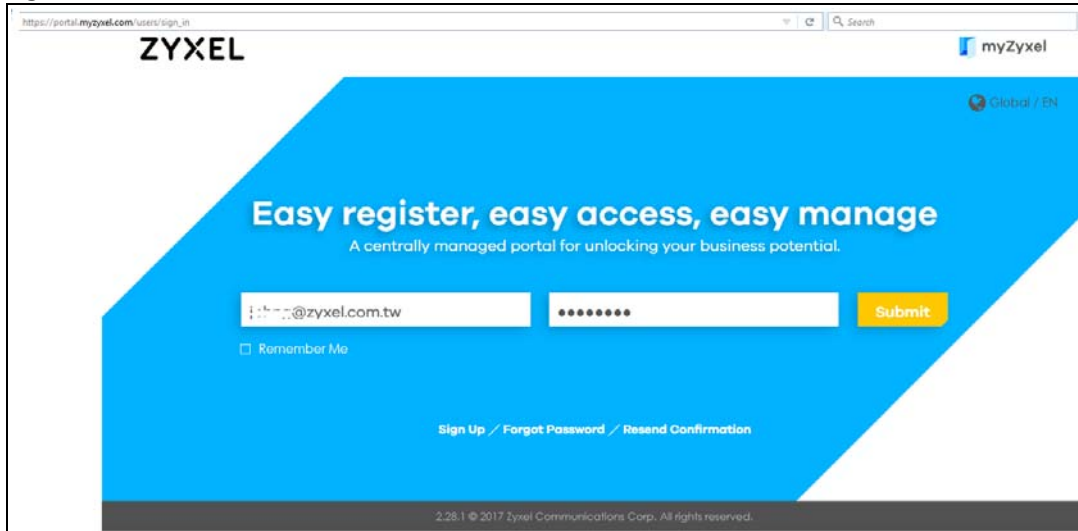 https://portal.myzyxel.com/users/sign_in
Search
ZYXEL
myZyxel
Global / EN
Easy register, easy access, easy manage
A centrally managed portal for unlocking your business potential.
@zyxel.com.tw
Submit
Remember Me
Sign Up / Forgot Password / Resend Confirmation
2.28.1 © 2017 Zyxel Communications Corp. All rights reserved.